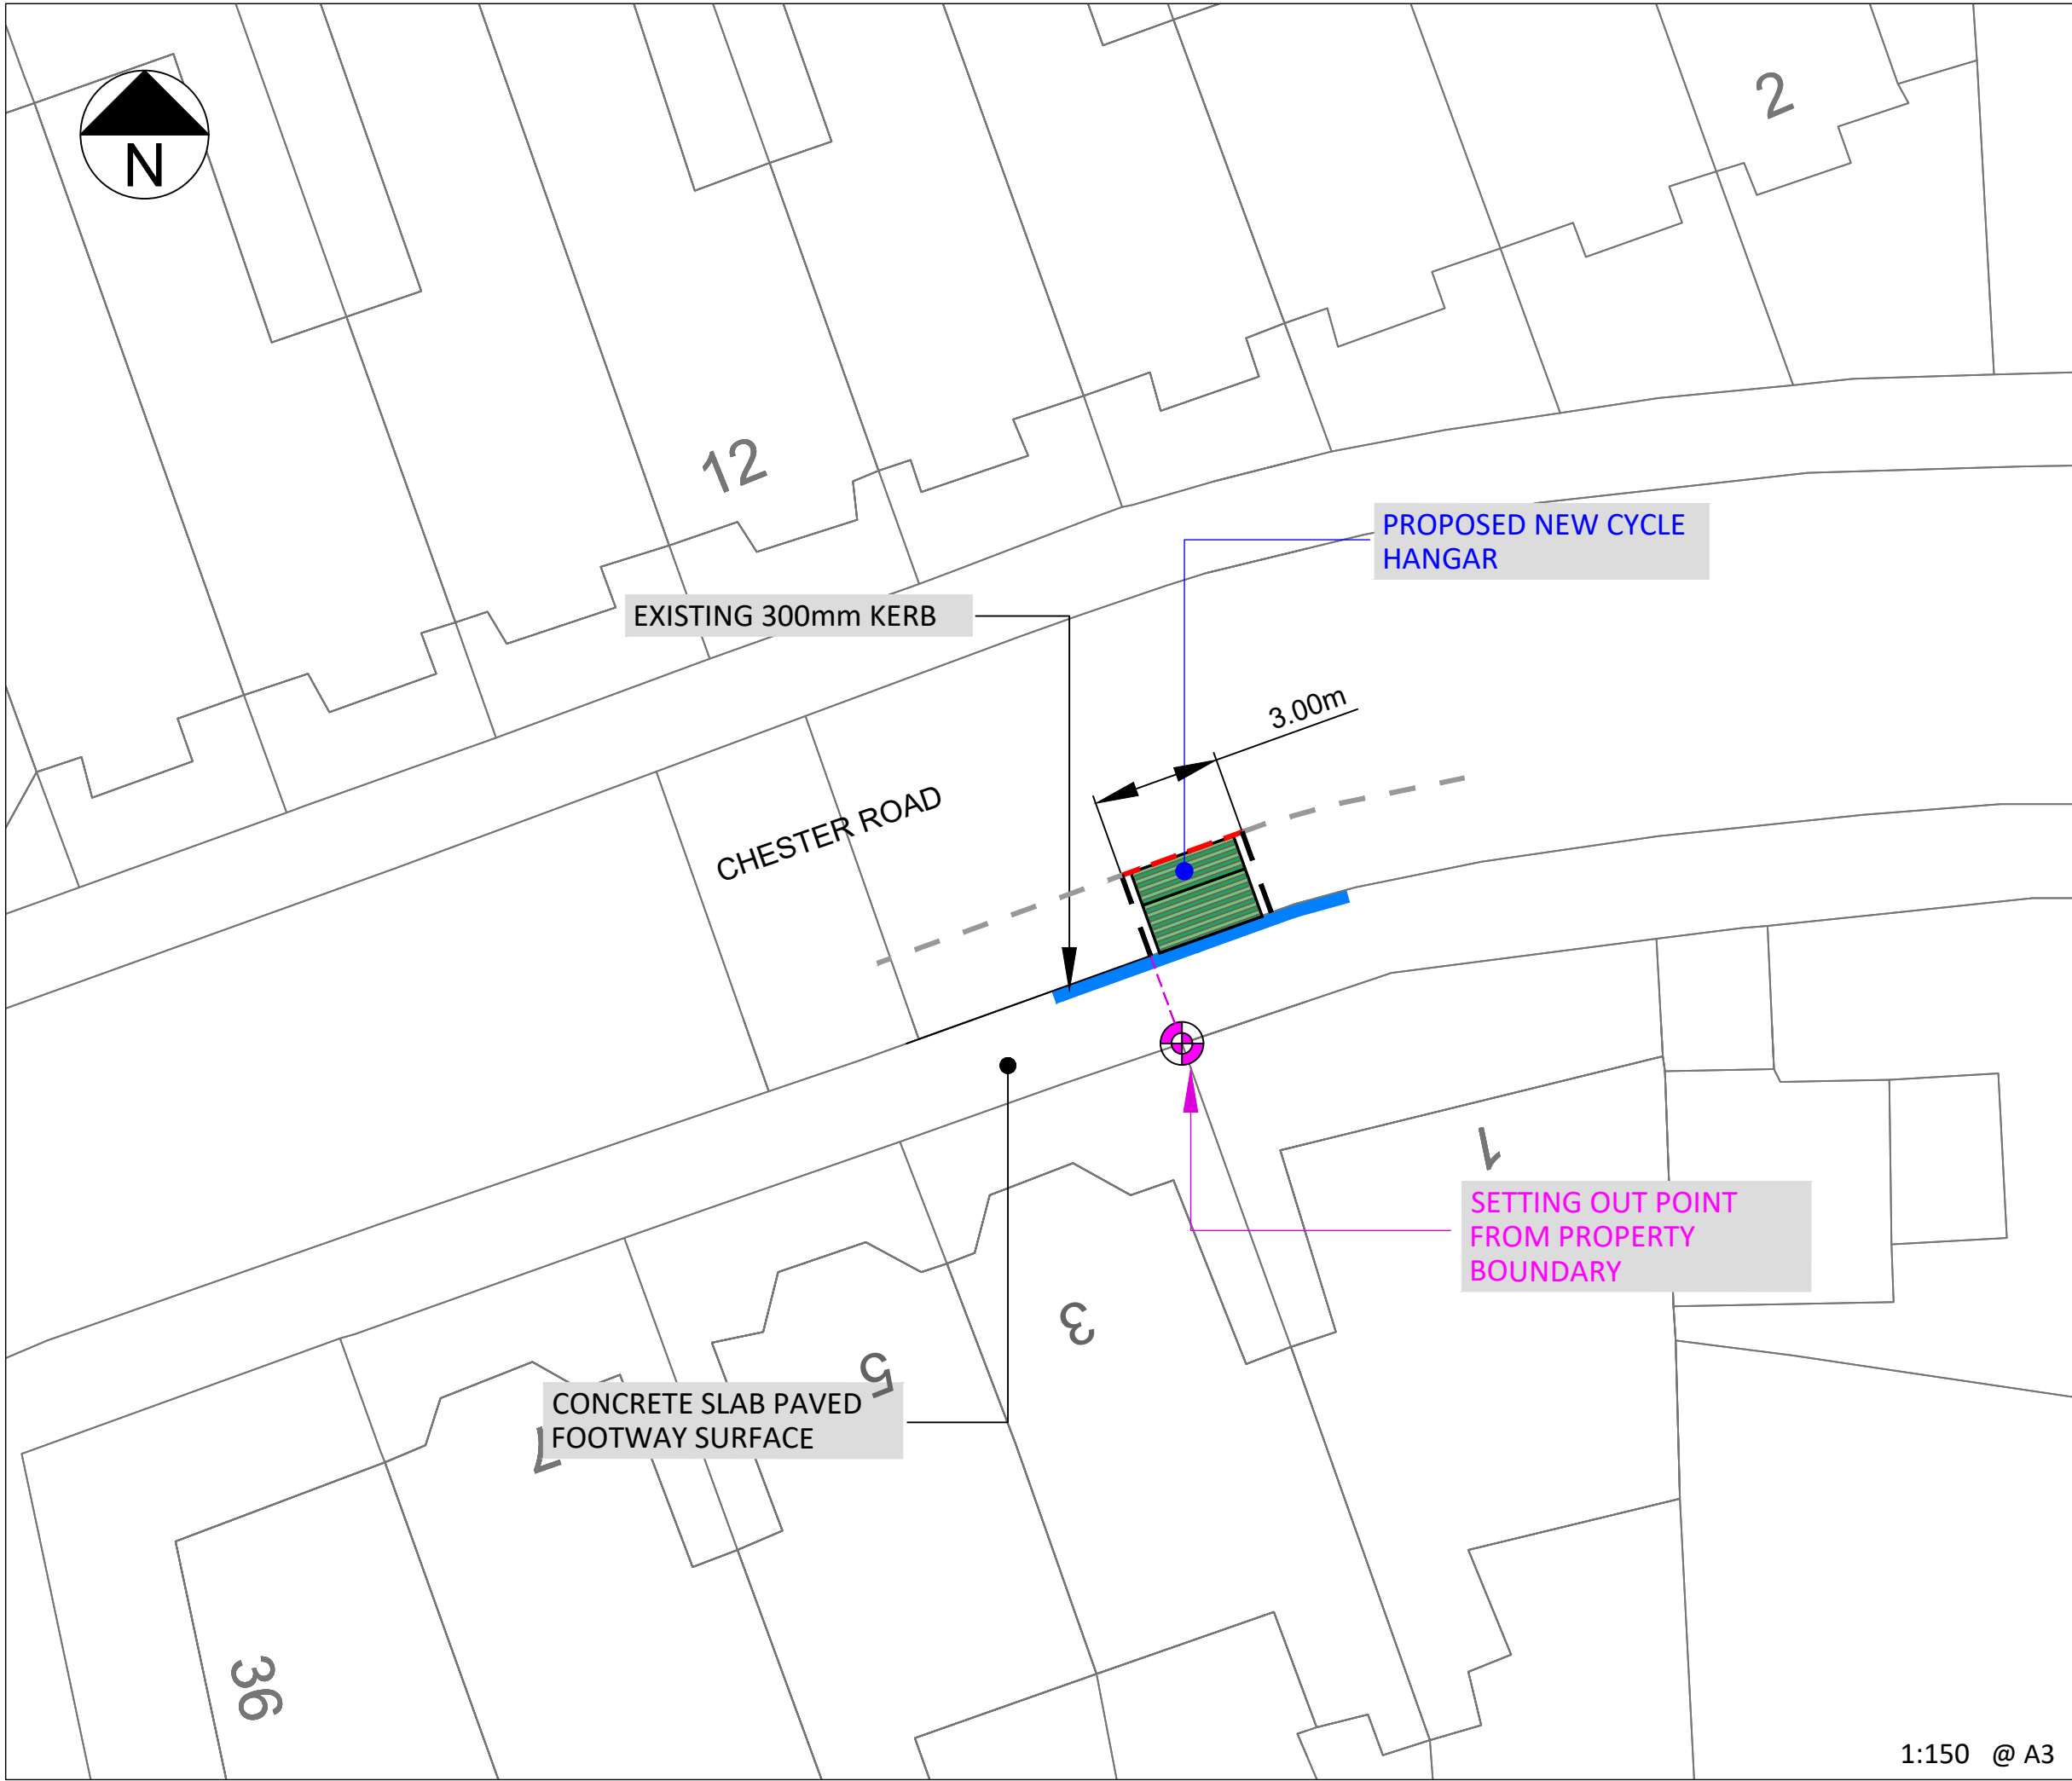 N
2
12
PROPOSED NEW CYCLE
HANGAR
EXISTING 300mm KERB
3.00m
CHESTER ROAD
1
SETTING OUT POINT
FROM PROPERTY
BOUNDARY
3
5
CONCRETE SLAB PAVED
FOOTWAY SURFACE
7
36
1:150 @ A3